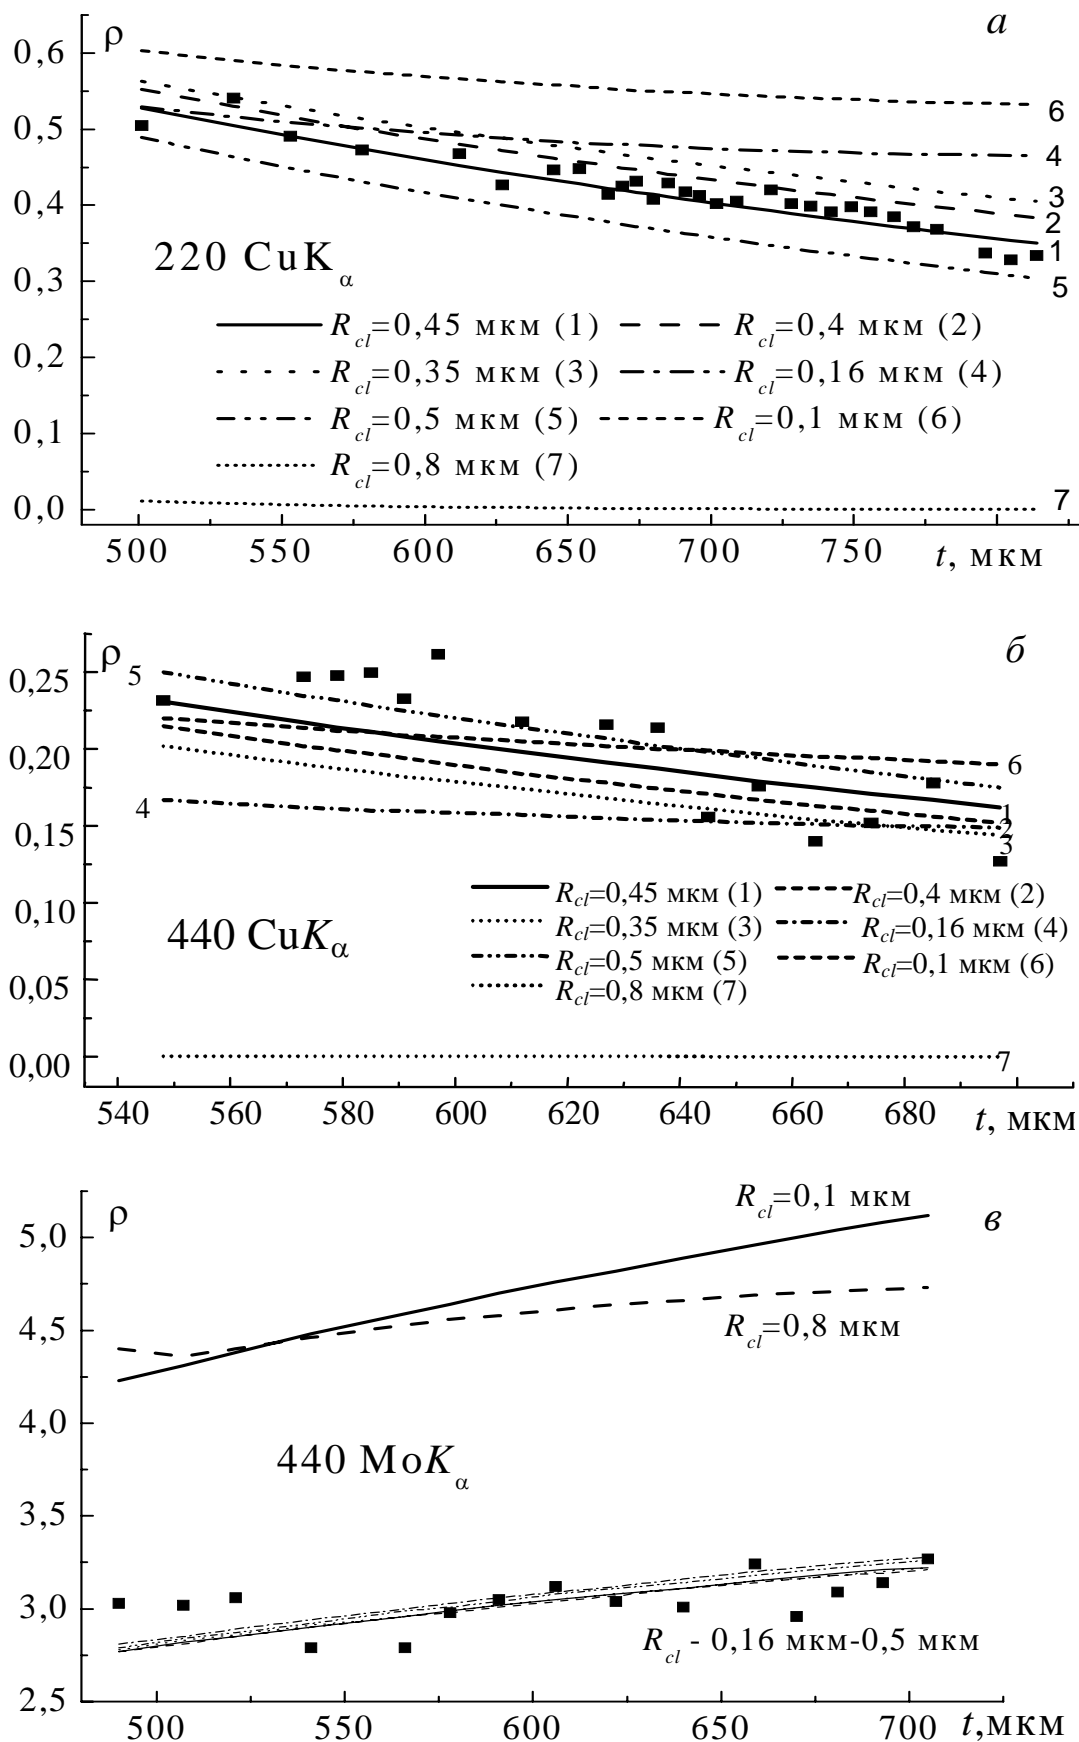 ρ
а
0,6
0,5
0,4
0,3
0,2
0,1
0,0
6
4
3
2
1
5
7
220 CuKα
Rcl=0,45 мкм (1)
Rcl=0,4 мкм (2)
Rcl=0,35 мкм (3)
Rcl=0,16 мкм (4)
Rcl=0,5 мкм (5)
Rcl=0,1 мкм (6)
Rcl=0,8 мкм (7)
500 550 600 650 700 750 t, мкм
ρ
б
0,25
0,20
0,15
0,10
0,05
0,00
5
4
6
1
2
3
7
440 CuKα
Rcl=0,45 мкм (1)
Rcl=0,4 мкм (2)
Rcl=0,35 мкм (3)
Rcl=0,16 мкм (4)
Rcl=0,5 мкм (5)
Rcl=0,1 мкм (6)
Rcl=0,8 мкм (7)
540 560 580 600 620 640 660 680 t, мкм
ρ
в
5,0
4,5
4,0
3,5
3,0
2,5
Rcl=0,1 мкм
Rcl=0,8 мкм
440 MoKα
Rcl - 0,16 мкм-0,5 мкм
500 550 600 650 700 t,мкм